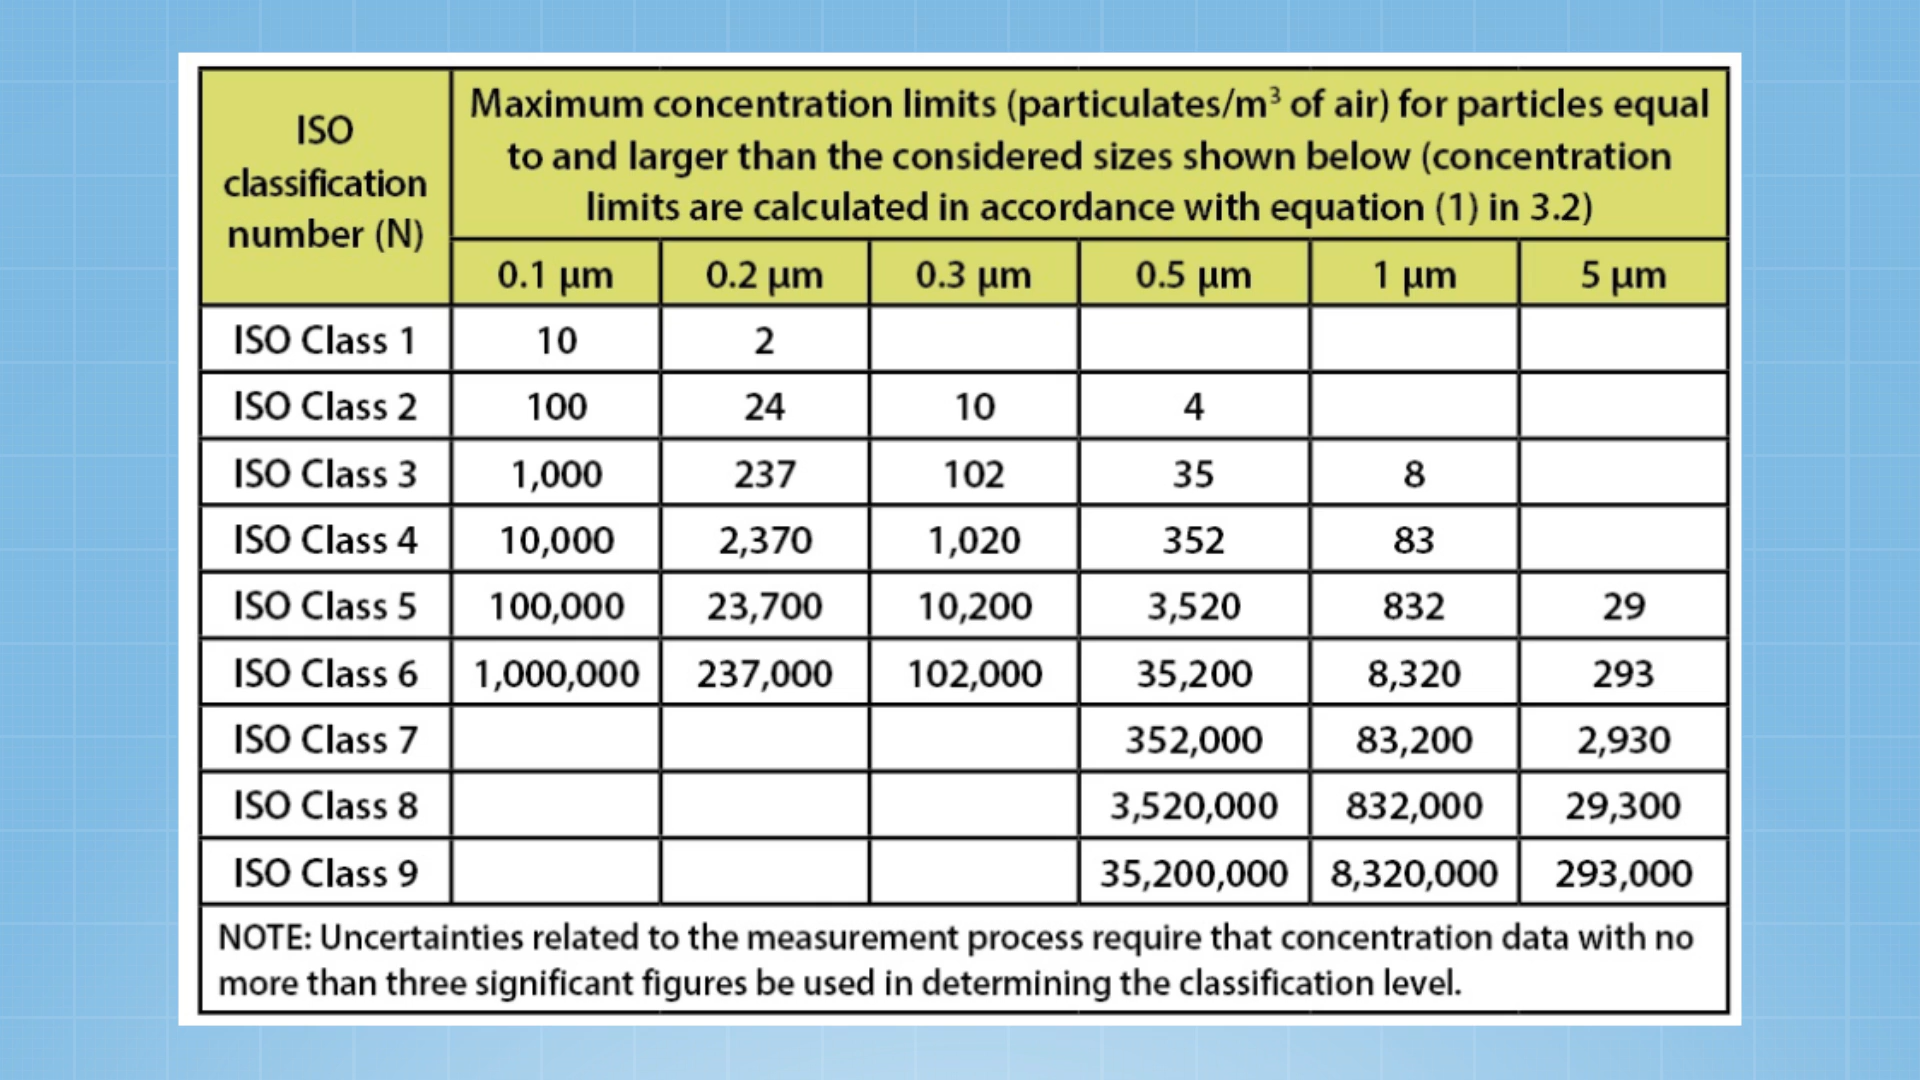 ISO
classification
number (N)
Maximum concentration limits (particulates/m³ of air) for particles equal
to and larger than the considered sizes shown below (concentration
limits are calculated in accordance with equation (1) in 3.2)
0.1 µm 0.2 µm 0.3 µm 0.5 µm 1 µm 5 µm
ISO Class 1 10 2
ISO Class 2 100 24 10 4
ISO Class 3 1,000 237 102 35 8
ISO Class 4 10,000 2,370 1,020 352 83
ISO Class 5 100,000 23,700 10,200 3,520 832 29
ISO Class 6 1,000,000 237,000 102,000 35,200 8,320 293
ISO Class 7 352,000 83,200 2,930
ISO Class 8 3,520,000 832,000 29,300
ISO Class 9 35,200,000 8,320,000 293,000
NOTE: Uncertainties related to the measurement process require that concentration data with no
more than three significant figures be used in determining the classification level.